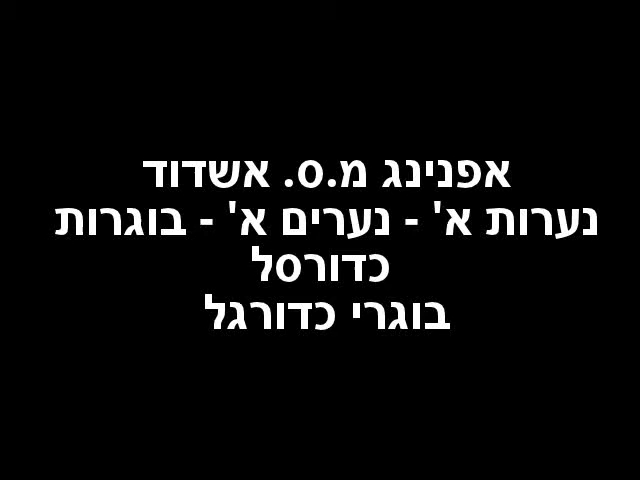 אפנינג מ.ס. אשדוד
נערות א' - נערים א' - בוגרות
כדורסל
בוגרי כדורגל